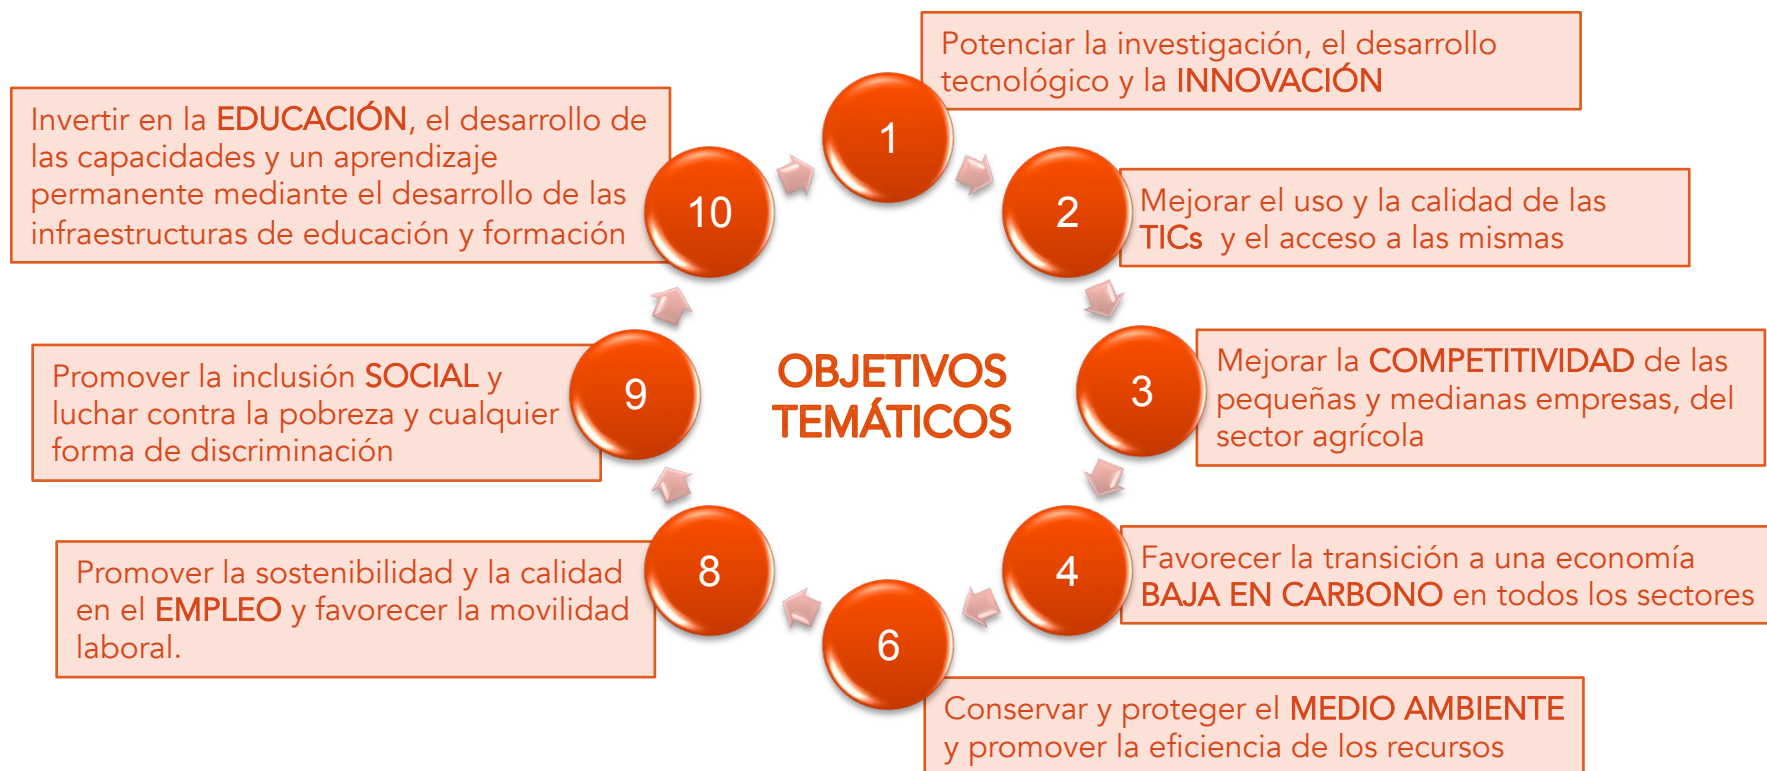 Potenciar la investigación, el desarrollo
tecnológico y la INNOVACIÓN
1
Mejorar el uso y la calidad de las
TICs y el acceso a las mismas
2
Mejorar la COMPETITIVIDAD de las
pequeñas y medianas empresas, del
sector agrícola
3
Favorecer la transición a una economía
BAJA EN CARBONO en todos los sectores
4
Conservar y proteger el MEDIO AMBIENTE
y promover la eficiencia de los recursos
6
Promover la sostenibilidad y la calidad
en el EMPLEO y favorecer la movilidad
laboral.
8
Promover la inclusión SOCIAL y
luchar contra la pobreza y cualquier
forma de discriminación
9
Invertir en la EDUCACIÓN, el desarrollo de
las capacidades y un aprendizaje
permanente mediante el desarrollo de las
infraestructuras de educación y formación
10
OBJETIVOS
TEMÁTICOS